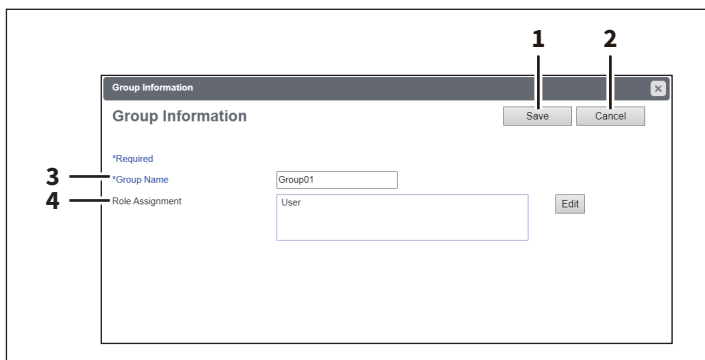 1 2
Group Information
Group Information Save Cancel
*Required
3 *Group Name Group01
4 Role Assignment User Edit